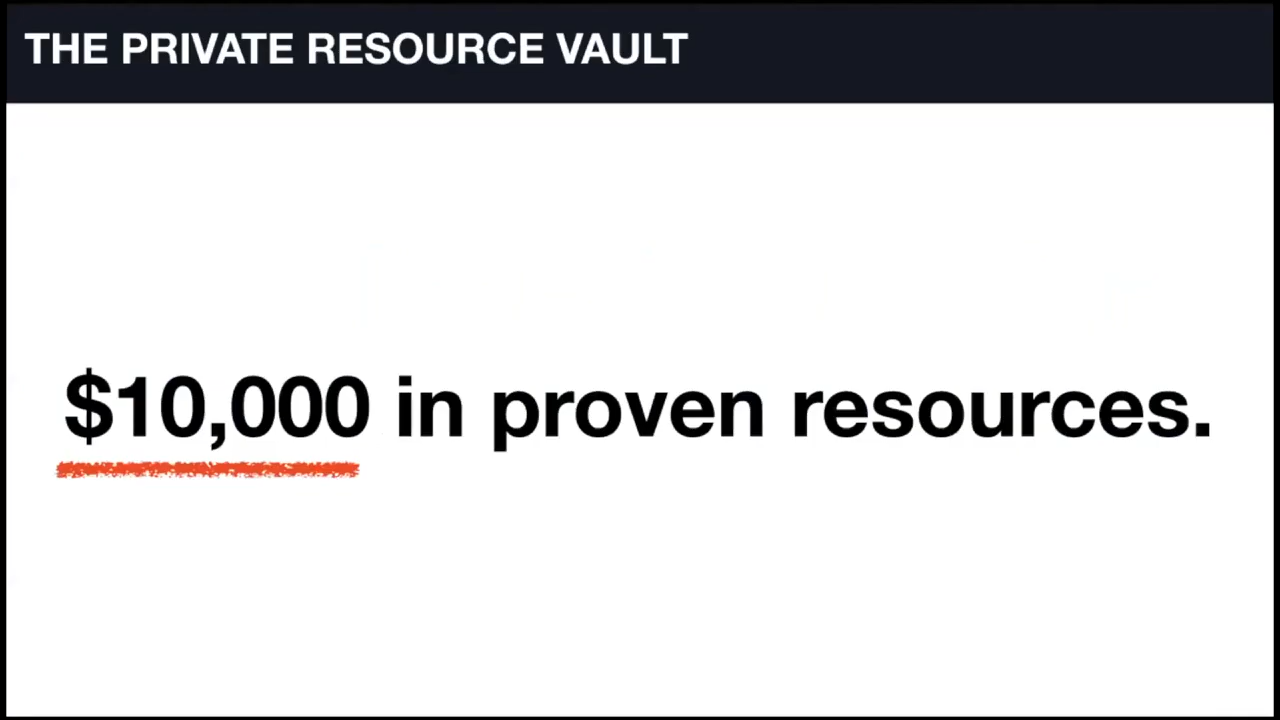 THE PRIVATE RESOURCE VAULT
$10,000 in proven resources.